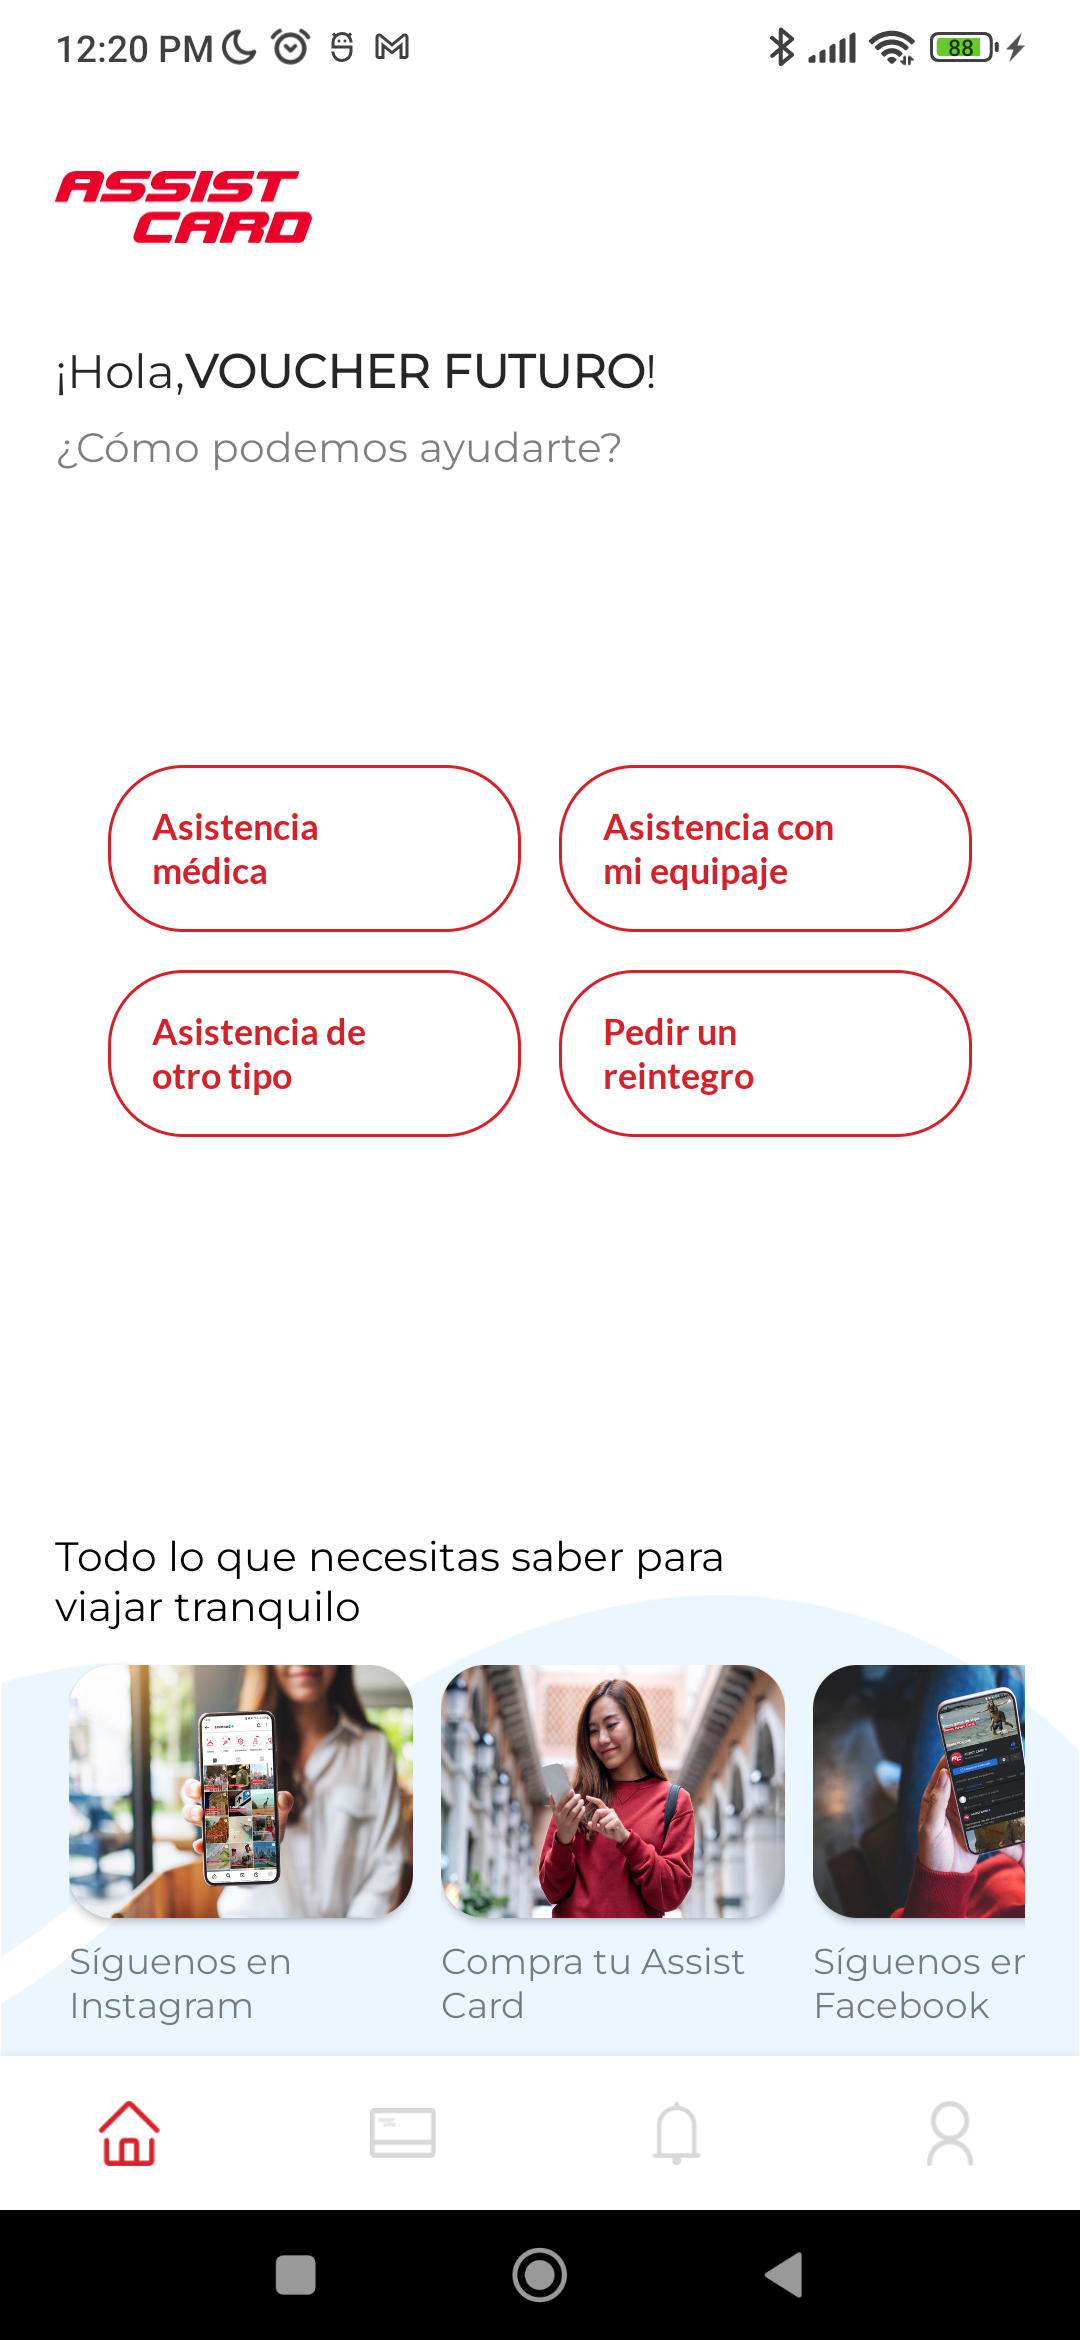 12:20 PM
88
ASSIST
CARD
¡Hola,VOUCHER FUTURO!
¿Cómo podemos ayudarte?
Asistencia
médica
Asistencia con
mi equipaje
Asistencia de
otro tipo
Pedir un
reintegro
Todo lo que necesitas saber para
viajar tranquilo
Síguenos en
Instagram
Compra tu Assist
Card
Síguenos en
Facebook